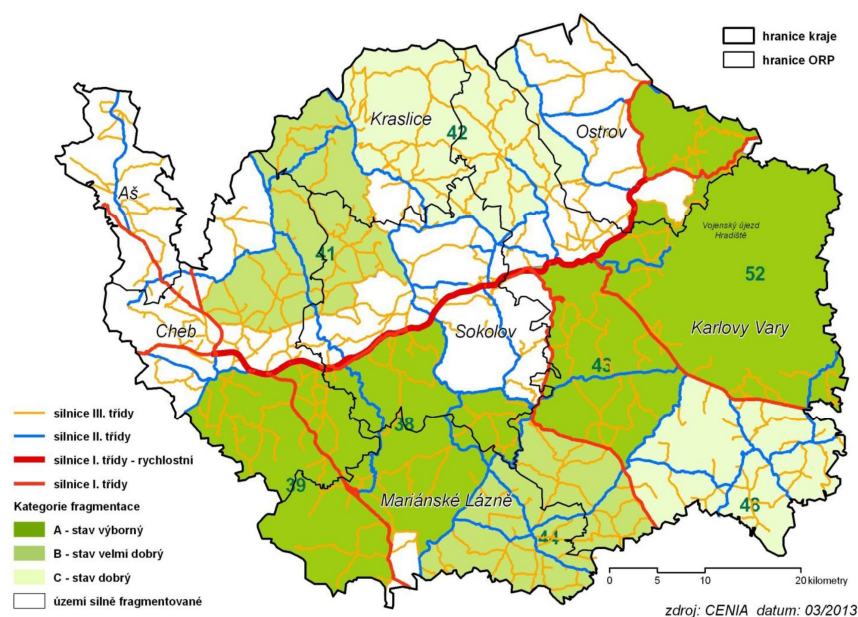 hranice kraje
hranice ORP
Kraslice
42
Ostrov
Aš
Vojenský újezd
Hradiště
41
52
Cheb
Sokolov
Karlovy Vary
43
silnice III. třídy
silnice II. třídy
38
silnice I. třídy - rychlostní
silnice I. třídy
39
Mariánské Lázně
46
Kategorie fragmentace
A - stav výborný
44
B - stav velmi dobrý
C - stav dobrý
0 5 10 20 kilometry
území silně fragmentované
zdroj: CENIA datum: 03/2013